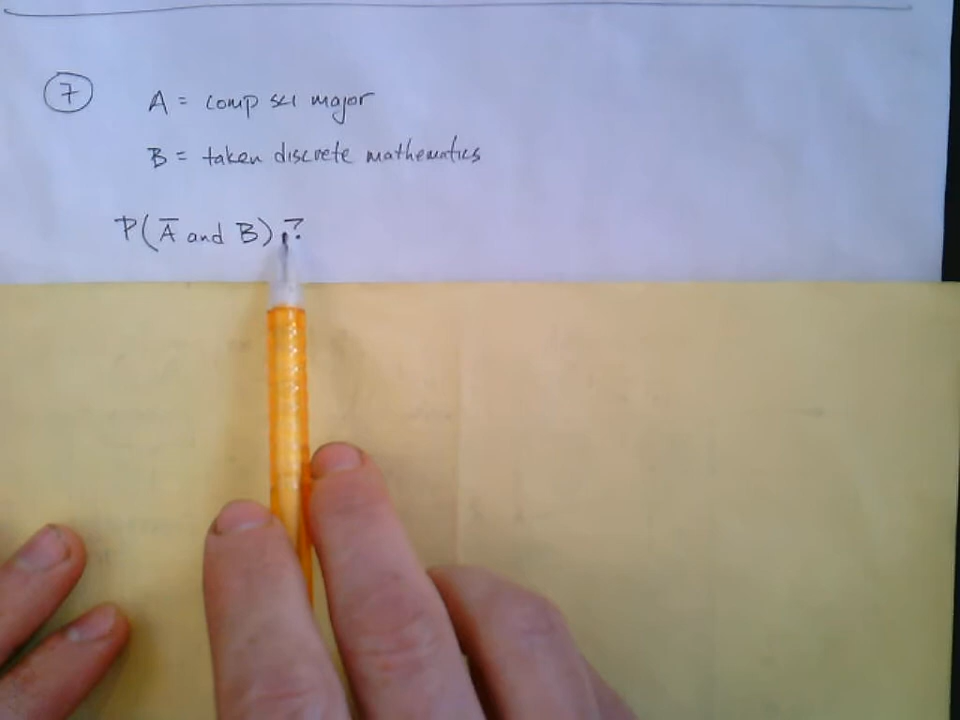 7
A = comp sci major
B = taken discrete mathematics
P(A̅ and B)?